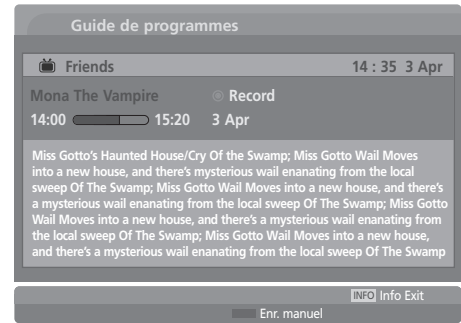 Guide de programmes
Friends 14 : 35 3 Apr
Mona The Vampire Record
14:00 15:20 3 Apr
Miss Gotto's Haunted House/Cry Of the Swamp; Miss Gotto Wail Moves
into a new house, and there's mysterious wail enanating from the local
sweep Of The Swamp; Miss Gotto Wail Moves into a new house, and there's
a mysterious wail enanating from the local sweep Of The Swamp; Miss Gotto
Wail Moves into a new house, and there's a mysterious wail enanating from
the local sweep Of The Swamp; Miss Gotto Wail Moves into a new house,
and there's a mysterious wail enanating from the local sweep Of The Swamp
INFO Info Exit
Enr. manuel